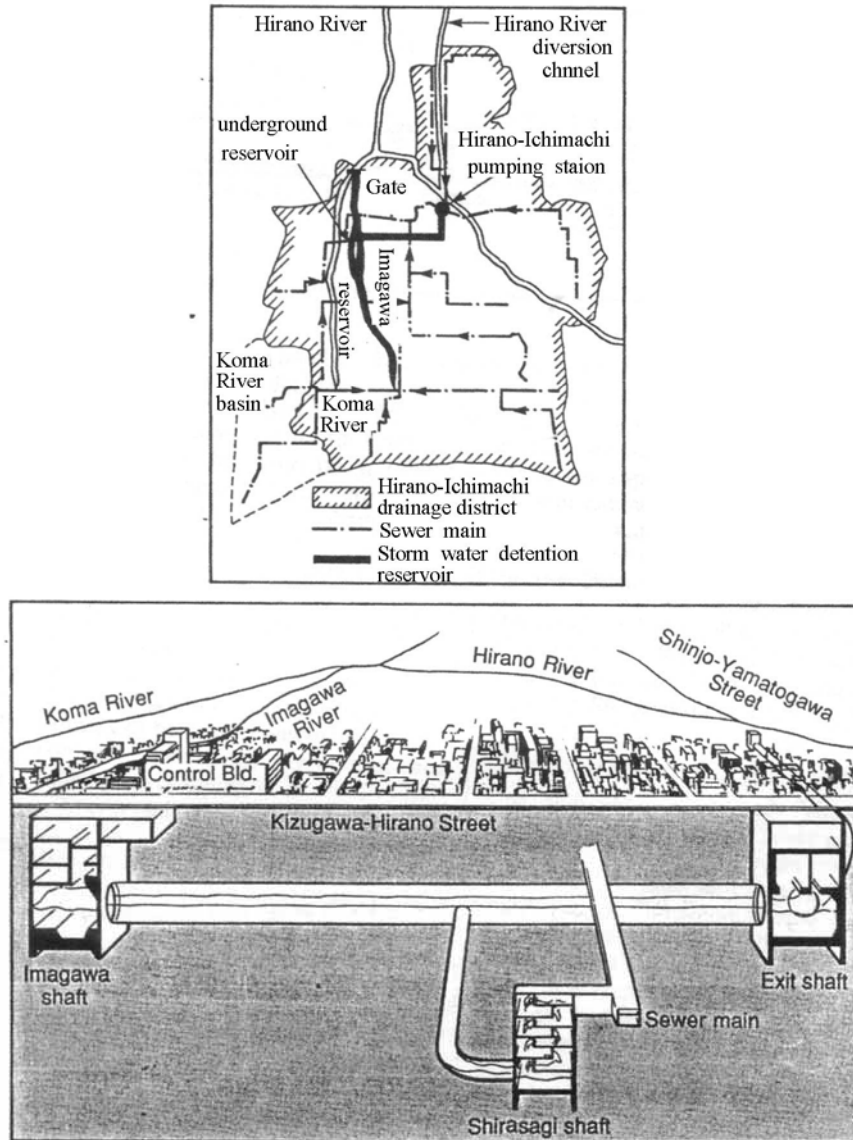 Hirano River
Hirano River
diversion
chnnel
underground
reservoir
Hirano-Ichimachi
pumping staion
Gate
Imagawa
reservoir
Koma
River
basin
Koma
River
Hirano-Ichimachi
drainage district
Sewer main
Storm water detention
reservoir
Koma River
Imagawa
River
Hirano River
Shinjo-Yamatogawa
Street
Control Bld.
Kizugawa-Hirano Street
Imagawa
shaft
Exit shaft
Sewer main
Shirasagi shaft